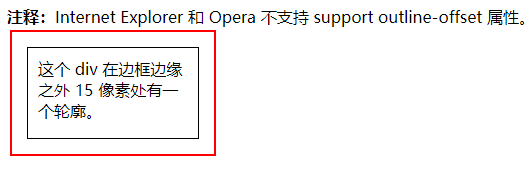 注释：Internet Explorer 和 Opera 不支持 support outline-offset 属性。
这个 div 在边框边缘
之外 15 像素处有一
个轮廓。